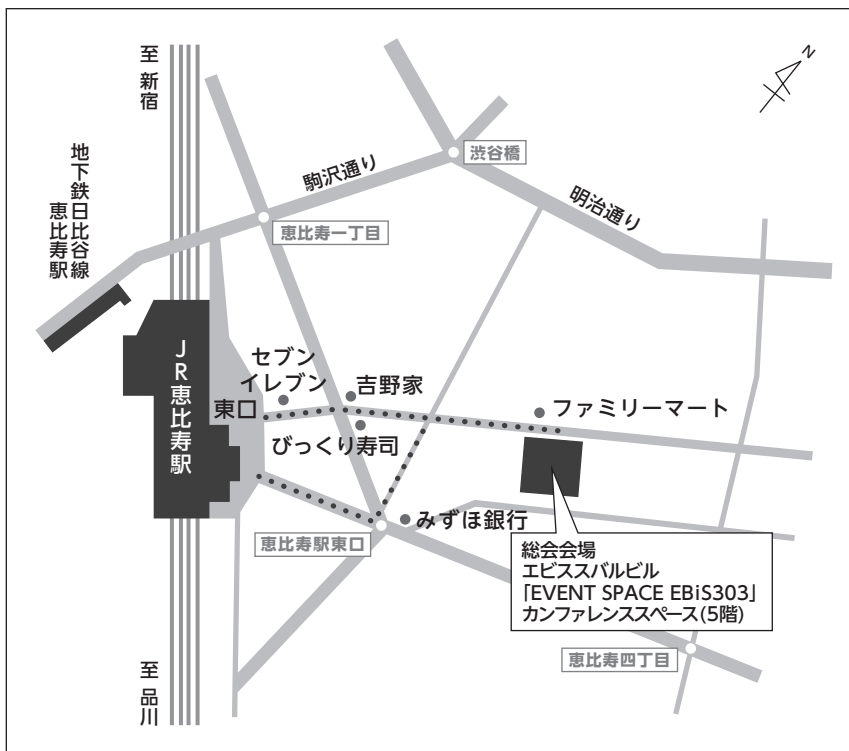 至 新宿
N
地下鉄日比谷線
恵比寿駅
駒沢通り
渋谷橋
明治通り
恵比寿一丁目
JR恵比寿駅
セブン
イレブン
吉野家
東口
ファミリーマート
びっくり寿司
みずほ銀行
恵比寿駅東口
総会会場
エビススバルビル
「EVENT SPACE EBiS303」
カンファレンススペース(5階)
恵比寿四丁目
至 品川